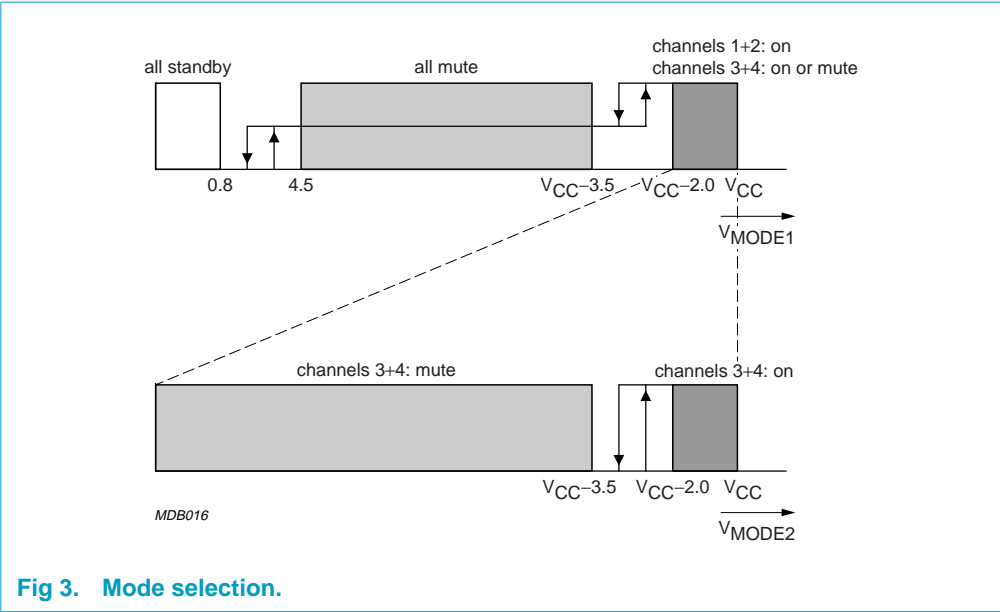 channels 1+2: on
all standby
all mute
channels 3+4: on or mute
0.8
4.5
VCC−3.5
VCC−2.0
VCC
VMODE1
channels 3+4: mute
channels 3+4: on
VCC−3.5
VCC−2.0
VCC
MDB016
VMODE2
Fig 3. Mode selection.